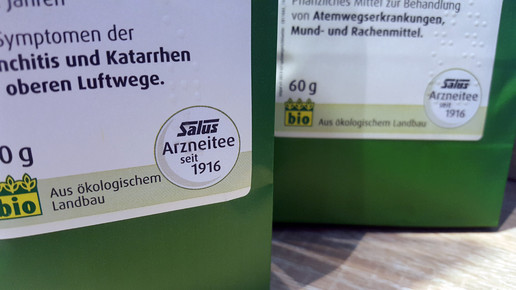 Jahren
Symptomen der
nchitis und Katarrhen
oberen Luftwege.
0 g
Salus
Arzneitee
seit
1916
bio
Aus ökologischem
Landbau
Pflanzliches Mittel zur Behandlung
von Atemwegserkrankungen,
Mund- und Rachenmittel.
60 g
Salus
Arzneitee
seit
1916
bio
Aus ökologischem Landbau